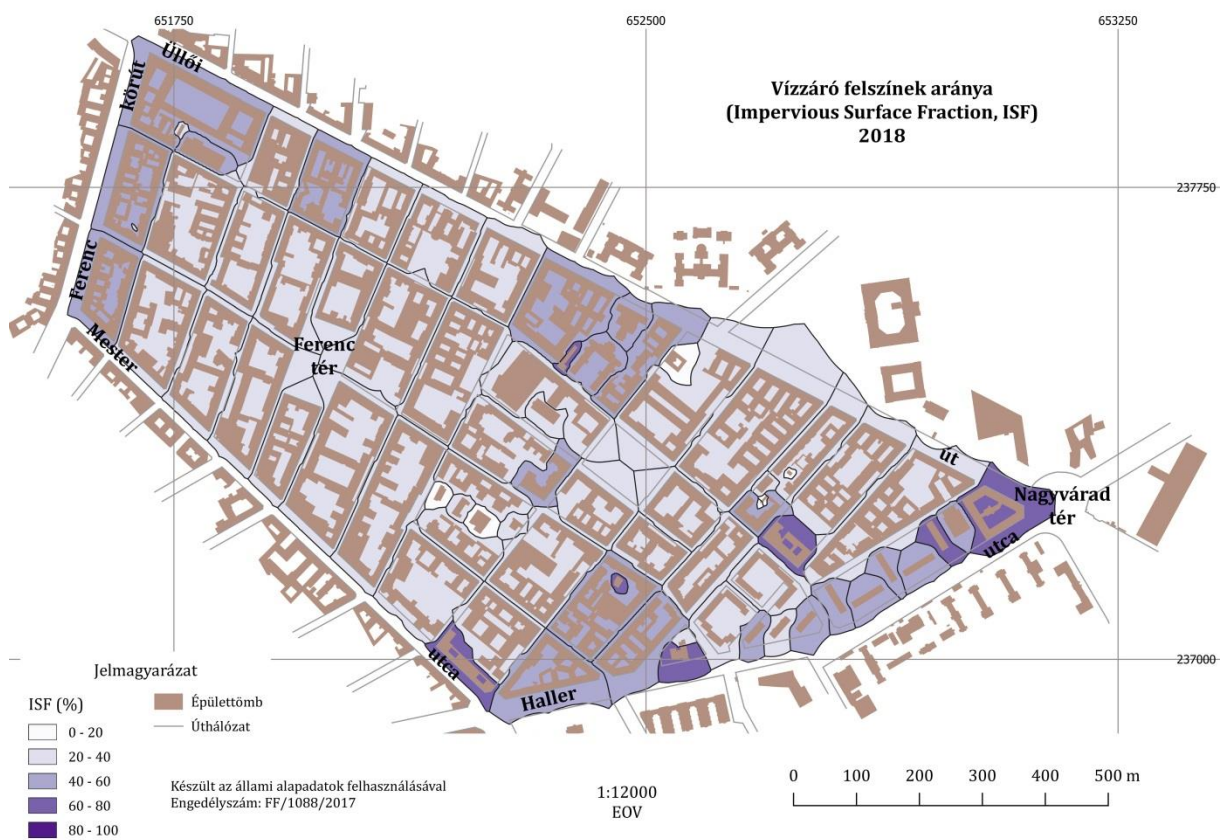 651750
652500
653250
Vízzáró felszínek aránya
(Impervious Surface Fraction, ISF)
2018
Üllői
körút
237750
Ferenc
Mester
Ferenc
tér
út
Nagyvárad
tér
utca
utca
Haller
237000
Jelmagyarázat
ISF (%)
0 - 20
20 - 40
40 - 60
60 - 80
80 - 100
Épülettömb
Úthálózat
Készült az állami alapadatok felhasználásával
Engedélyszám: FF/1088/2017
1:12000
EOV
0 100 200 300 400 500 m